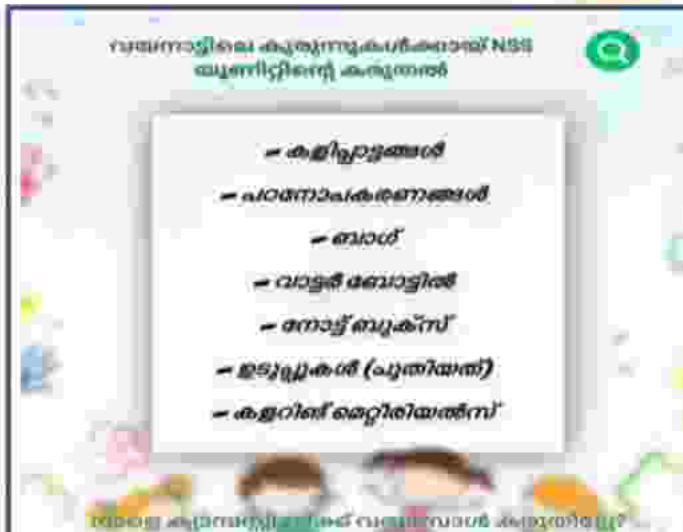 വയനാട്ടിലെ കുരുന്നുകൾക്കായ് NSS
യൂണിറ്റിന്റെ കരുതൽ
- കളിപ്പാട്ടങ്ങൾ
- പഠനോപകരണങ്ങൾ
- ബാഗ്
- വാട്ടർ ബോട്ടിൽ
- നോട്ട് ബുക്സ്
- ഉടുപ്പുകൾ (പുതിയത്)
- കളറിങ് മെറ്റീരിയൽസ്